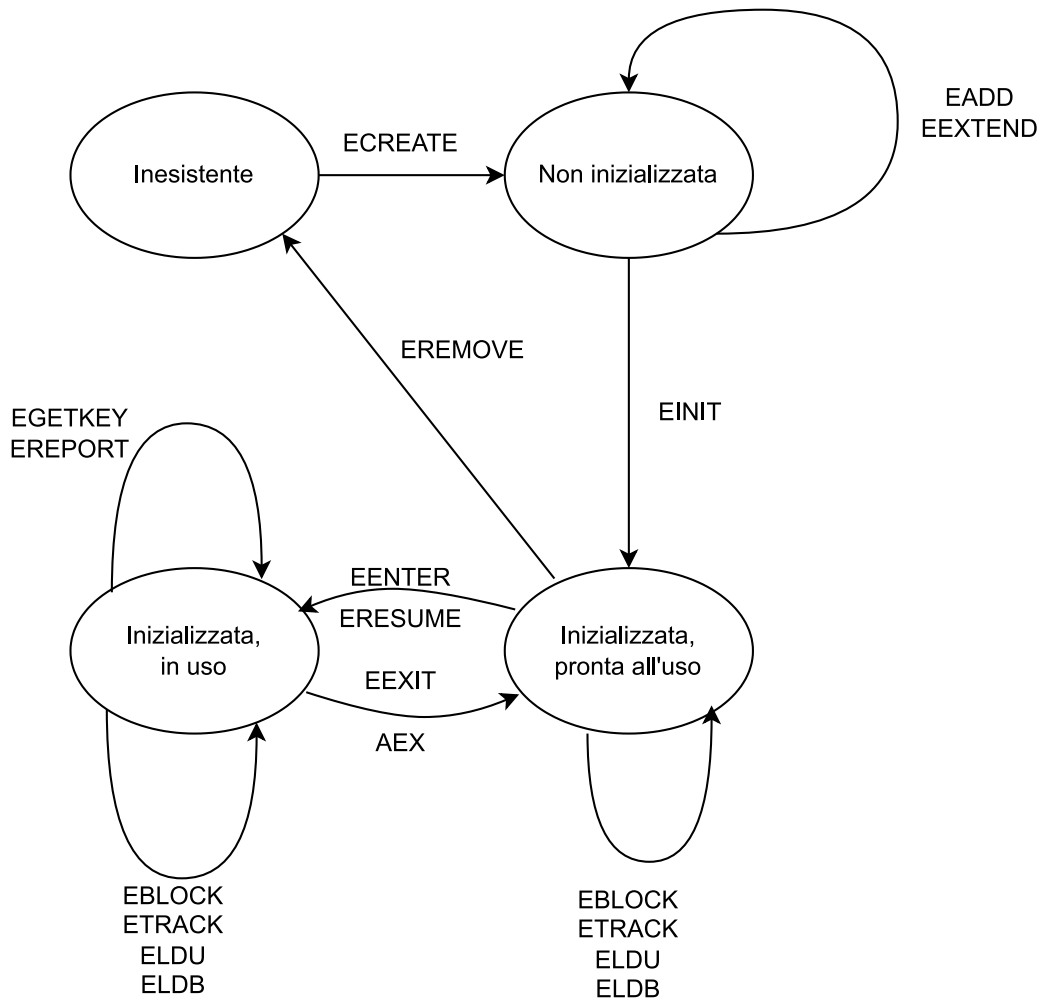 EADD
EEXTEND
ECREATE
Inesistente
Non inizializzata
EREMOVE
EINIT
EGETKEY
EREPORT
EENTER
ERESUME
Inizializzata,
in uso
Inizializzata,
pronta all'uso
EEXIT
AEX
EBLOCK
ETRACK
ELDU
ELDB
EBLOCK
ETRACK
ELDU
ELDB